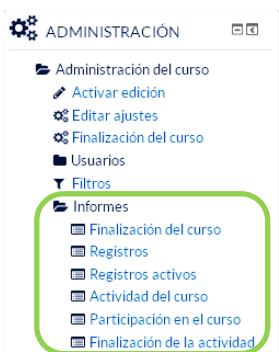 ADMINISTRACIÓN
Administración del curso
Activar edición
Editar ajustes
Finalización del curso
Usuarios
Filtros
Informes
Finalización del curso
Registros
Registros activos
Actividad del curso
Participación en el curso
Finalización de la actividad